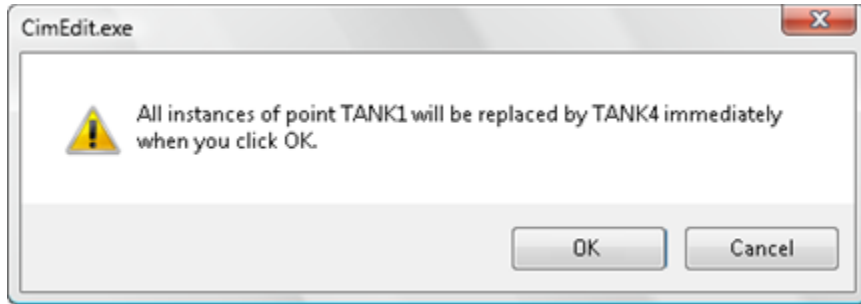 CimEdit.exe
All instances of point TANK1 will be replaced by TANK4 immediately
when you click OK.
OK
Cancel